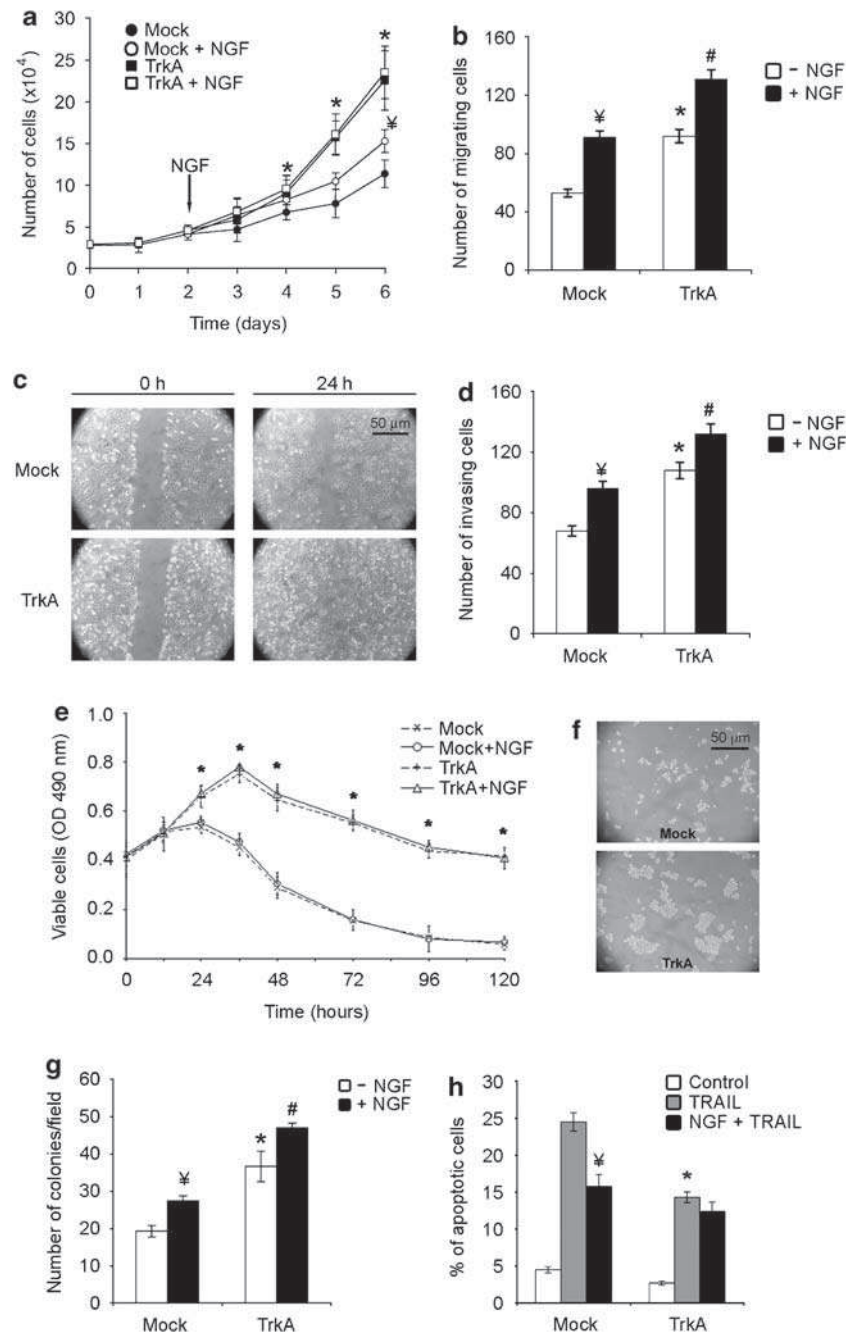 a
Number of cells (x10⁻⁴)
30
25
20
15
10
5
0
Mock
Mock + NGF
TrkA
TrkA + NGF
NGF
*
*
*
¥
0 1 2 3 4 5 6
Time (days)
b
Number of migrating cells
160
120
80
40
0
− NGF
+ NGF
¥
*
#
Mock TrkA
c
0 h 24 h
50 µm
Mock
TrkA
d
Number of invasing cells
160
120
80
40
0
− NGF
+ NGF
¥
*
#
Mock TrkA
e
Viable cells (OD 490 nm)
1.0
0.8
0.6
0.4
0.2
0.0
Mock
Mock+NGF
TrkA
TrkA+NGF
* * * * * *
0 24 48 72 96 120
Time (hours)
f
50 µm
Mock
TrkA
g
Number of colonies/field
60
50
40
30
20
10
0
− NGF
+ NGF
¥
*
#
Mock TrkA
h
% of apoptotic cells
30
25
20
15
10
5
0
Control
TRAIL
NGF + TRAIL
¥
*
Mock TrkA